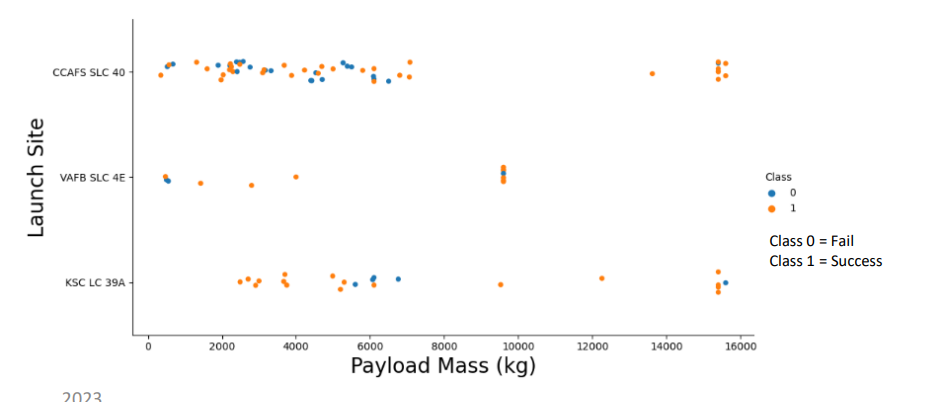 CCAFS SLC 40
VAFB SLC 4E
KSC LC 39A
Launch Site
0 2000 4000 6000 8000 10000 12000 14000 16000
Payload Mass (kg)
Class
0
1
Class 0 = Fail
Class 1 = Success
2023